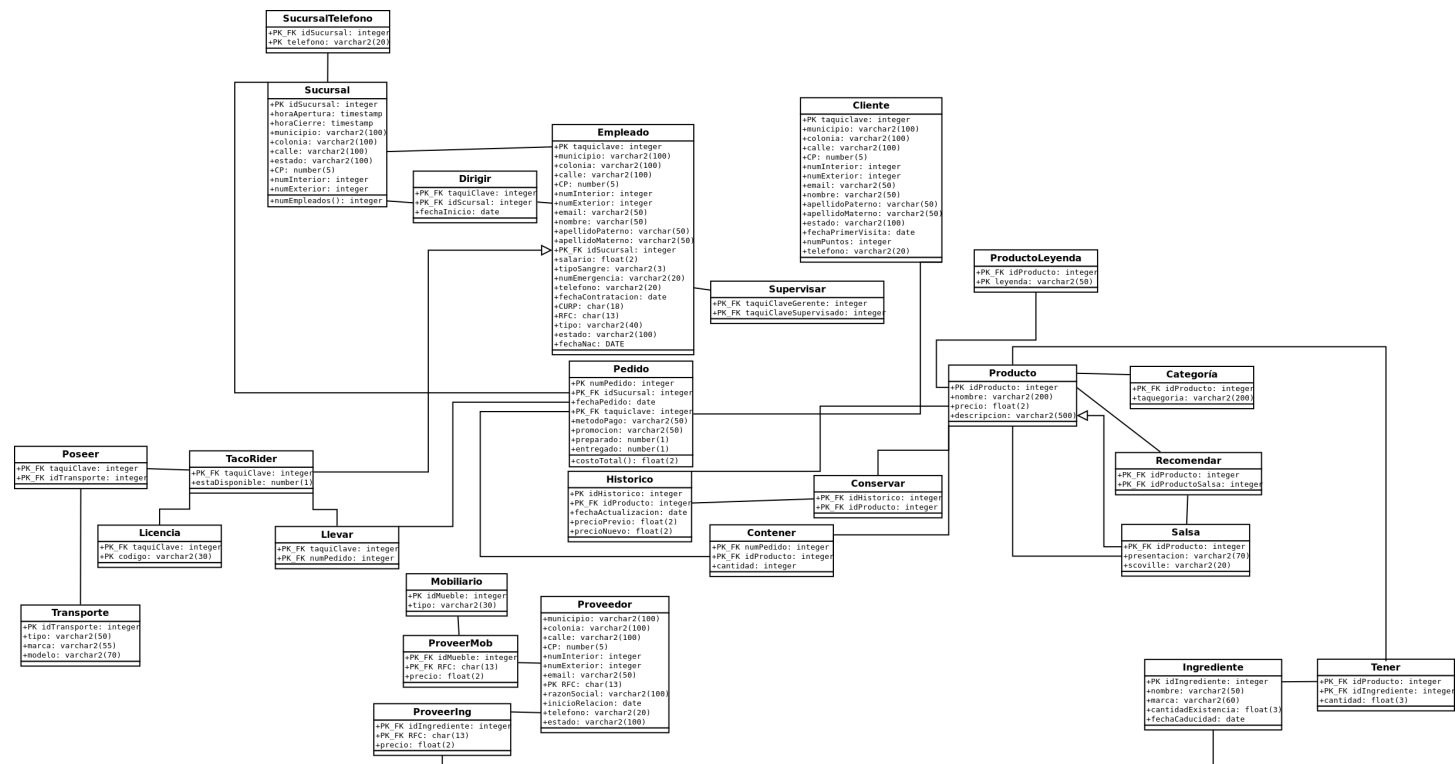 SucursalTelefono
+PK_FK idSucursal: integer
+PK telefono: varchar2(20)
Sucursal
+PK idSucursal: integer
+horaApertura: timestamp
+horaCierre: timestamp
+municipio: varchar2(100)
+colonia: varchar2(100)
+calle: varchar2(100)
+estado: varchar2(100)
+CP: number(5)
+numInterior: integer
+numExterior: integer
+numEmpleados(): integer
Dirigir
+PK_FK taquiClave: integer
+PK_FK idScursal: integer
+fechaInicio: date
Empleado
+PK taquiclave: integer
+municipio: varchar2(100)
+colonia: varchar2(100)
+calle: varchar2(100)
+CP: number(5)
+numInterior: integer
+numExterior: integer
+email: varchar2(50)
+nombre: varchar(50)
+apellidoPaterno: varchar(50)
+apellidoMaterno: varchar2(50)
+PK_FK idSucursal: integer
+salario: float(2)
+tipoSangre: varchar2(3)
+numEmergencia: varchar2(20)
+telefono: varchar2(20)
+fechaContratacion: date
+CURP: char(18)
+RFC: char(13)
+tipo: varchar2(40)
+estado: varchar2(100)
+fechaNac: DATE
Cliente
+PK taquiclave: integer
+municipio: varchar2(100)
+colonia: varchar2(100)
+calle: varchar2(100)
+CP: number(5)
+numInterior: integer
+numExterior: integer
+email: varchar2(50)
+nombre: varchar2(50)
+apellidoPaterno: varchar(50)
+apellidoMaterno: varchar2(50)
+estado: varchar2(100)
+fechaPrimerVisita: date
+numPuntos: integer
+telefono: varchar2(20)
Supervisar
+PK_FK taquiClaveGerente: integer
+PK_FK taquiClaveSupervisado: integer
ProductoLeyenda
+PK_FK idProducto: integer
+PK leyenda: varchar2(50)
Pedido
+PK numPedido: integer
+PK_FK idSucursal: integer
+fechaPedido: date
+PK_FK taquiclave: integer
+metodoPago: varchar2(50)
+promocion: varchar2(50)
+preparado: number(1)
+entregado: number(1)
+costoTotal(): float(2)
Producto
+PK idProducto: integer
+nombre: varchar2(200)
+precio: float(2)
+descripcion: varchar2(500)
Categoría
+PK_FK idProducto: integer
+taquegoria: varchar2(200)
Poseer
+PK_FK taquiClave: integer
+PK_FK idTransporte: integer
TacoRider
+PK_FK taquiClave: integer
+estaDisponible: number(1)
Historico
+PK idHistorico: integer
+PK_FK idProducto: integer
+fechaActualizacion: date
+precioPrevio: float(2)
+precioNuevo: float(2)
Conservar
+PK_FK idHistorico: integer
+PK_FK idProducto: integer
Recomendar
+PK_FK idProducto: integer
+PK_FK idProductoSalsa: integer
Licencia
+PK_FK taquiClave: integer
+PK codigo: varchar2(30)
Llevar
+PK_FK taquiClave: integer
+PK_FK numPedido: integer
Contener
+PK_FK numPedido: integer
+PK_FK idProducto: integer
+cantidad: integer
Salsa
+PK_FK idProducto: integer
+presentacion: varchar2(70)
+scoville: varchar2(20)
Transporte
+PK idTransporte: integer
+tipo: varchar2(50)
+marca: varchar2(55)
+modelo: varchar2(70)
Mobiliario
+PK idMueble: integer
+tipo: varchar2(30)
ProveerMob
+PK_FK idMueble: integer
+PK_FK RFC: char(13)
+precio: float(2)
Proveedor
+municipio: varchar2(100)
+colonia: varchar2(100)
+calle: varchar2(100)
+CP: number(5)
+numInterior: integer
+numExterior: integer
+email: varchar2(50)
+PK RFC: char(13)
+razonSocial: varchar2(100)
+inicioRelacion: date
+telefono: varchar2(20)
+estado: varchar2(100)
ProveerIng
+PK_FK idIngrediente: integer
+PK_FK RFC: char(13)
+precio: float(2)
Ingrediente
+PK idIngrediente: integer
+nombre: varchar2(50)
+marca: varchar2(60)
+cantidadExistencia: float(3)
+fechaCaducidad: date
Tener
+PK_FK idProducto: integer
+PK_FK idIngrediente: integer
+cantidad: float(3)